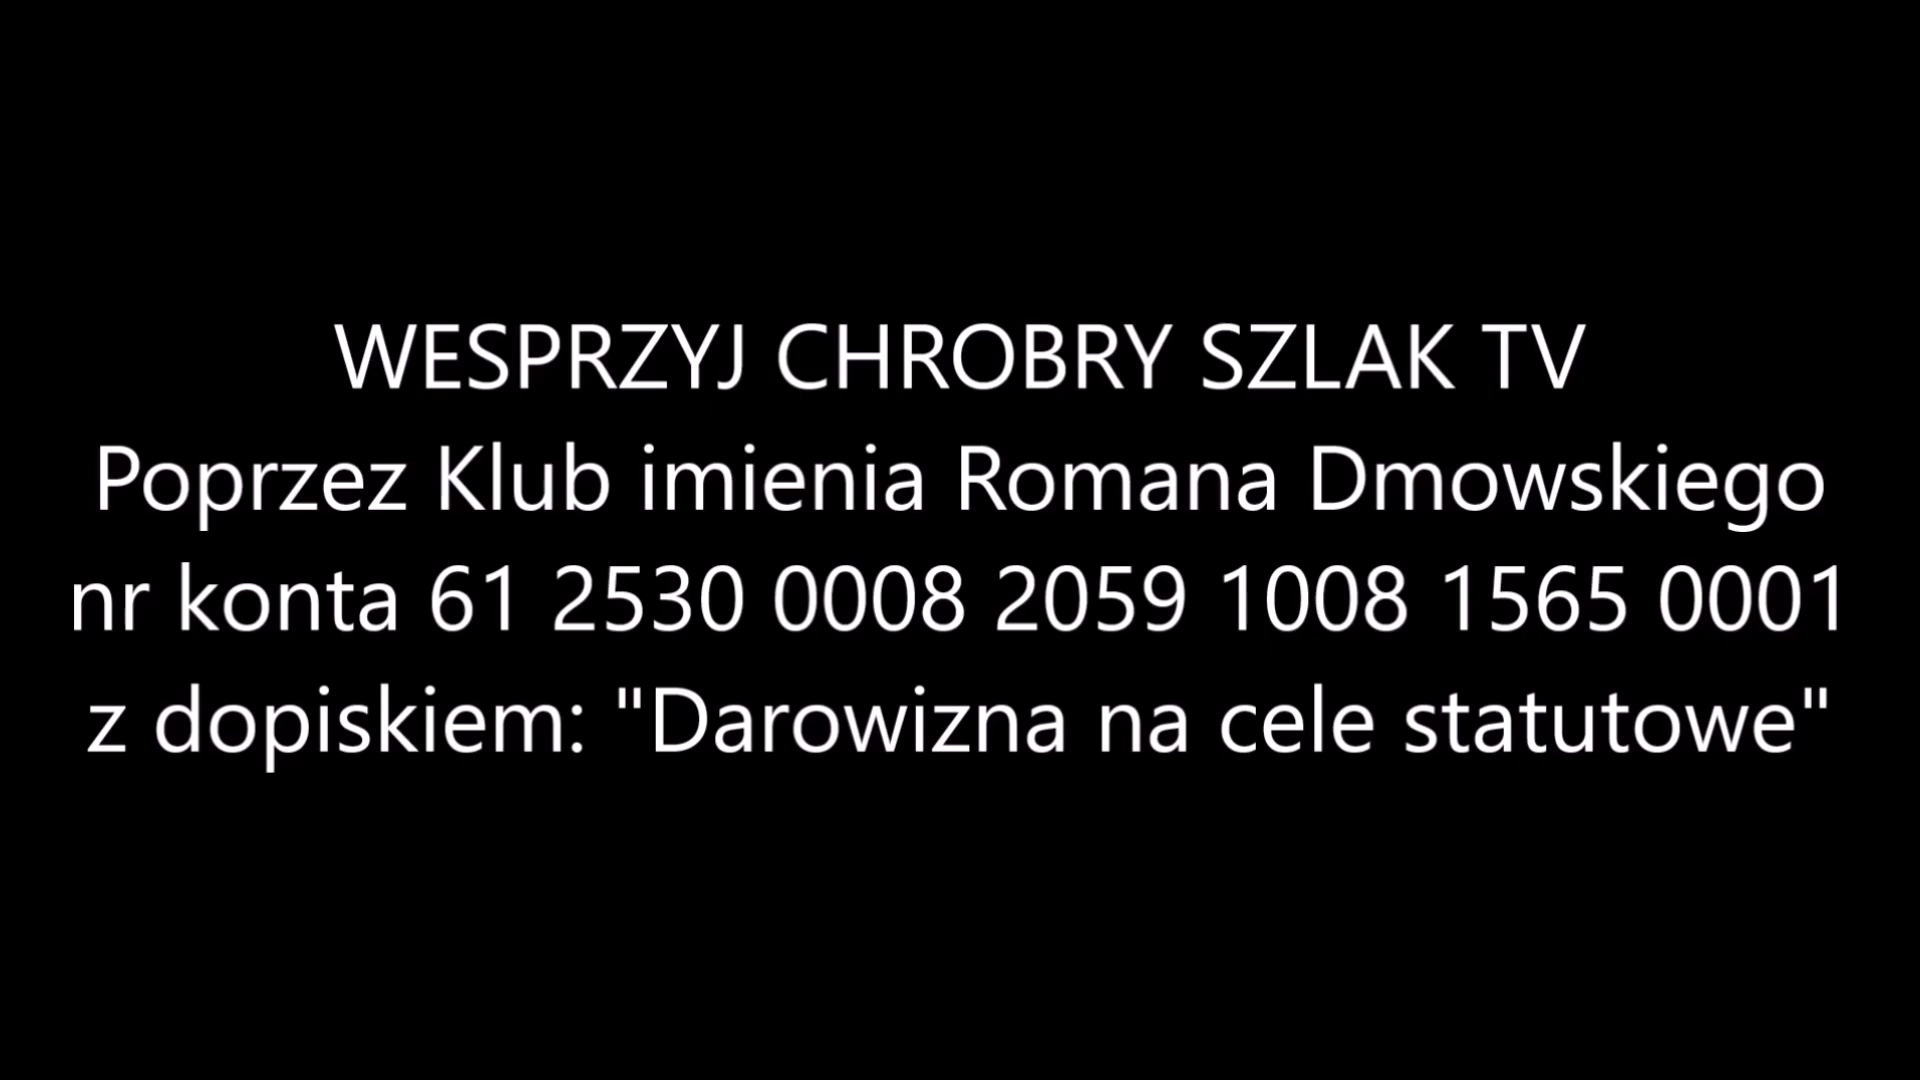 WESPRZYJ CHROBRY SZLAK TV
Poprzez Klub imienia Romana Dmowskiego
nr konta 61 2530 0008 2059 1008 1565 0001
z dopiskiem: "Darowizna na cele statutowe"